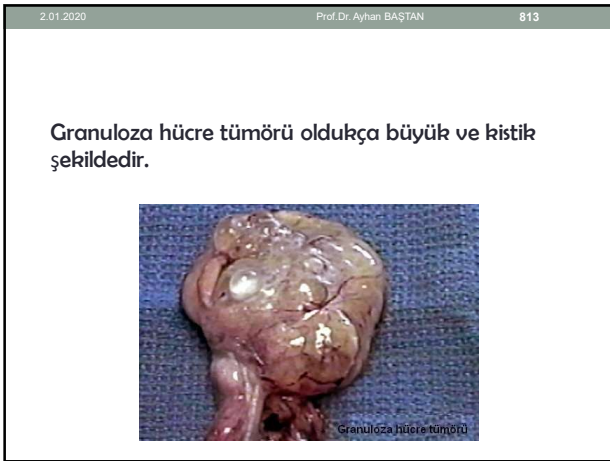 2.01.2020 Prof.Dr. Ayhan BAŞTAN 813
Granuloza hücre tümörü oldukça büyük ve kistik
şekildedir.
Granuloza hücre tümörü